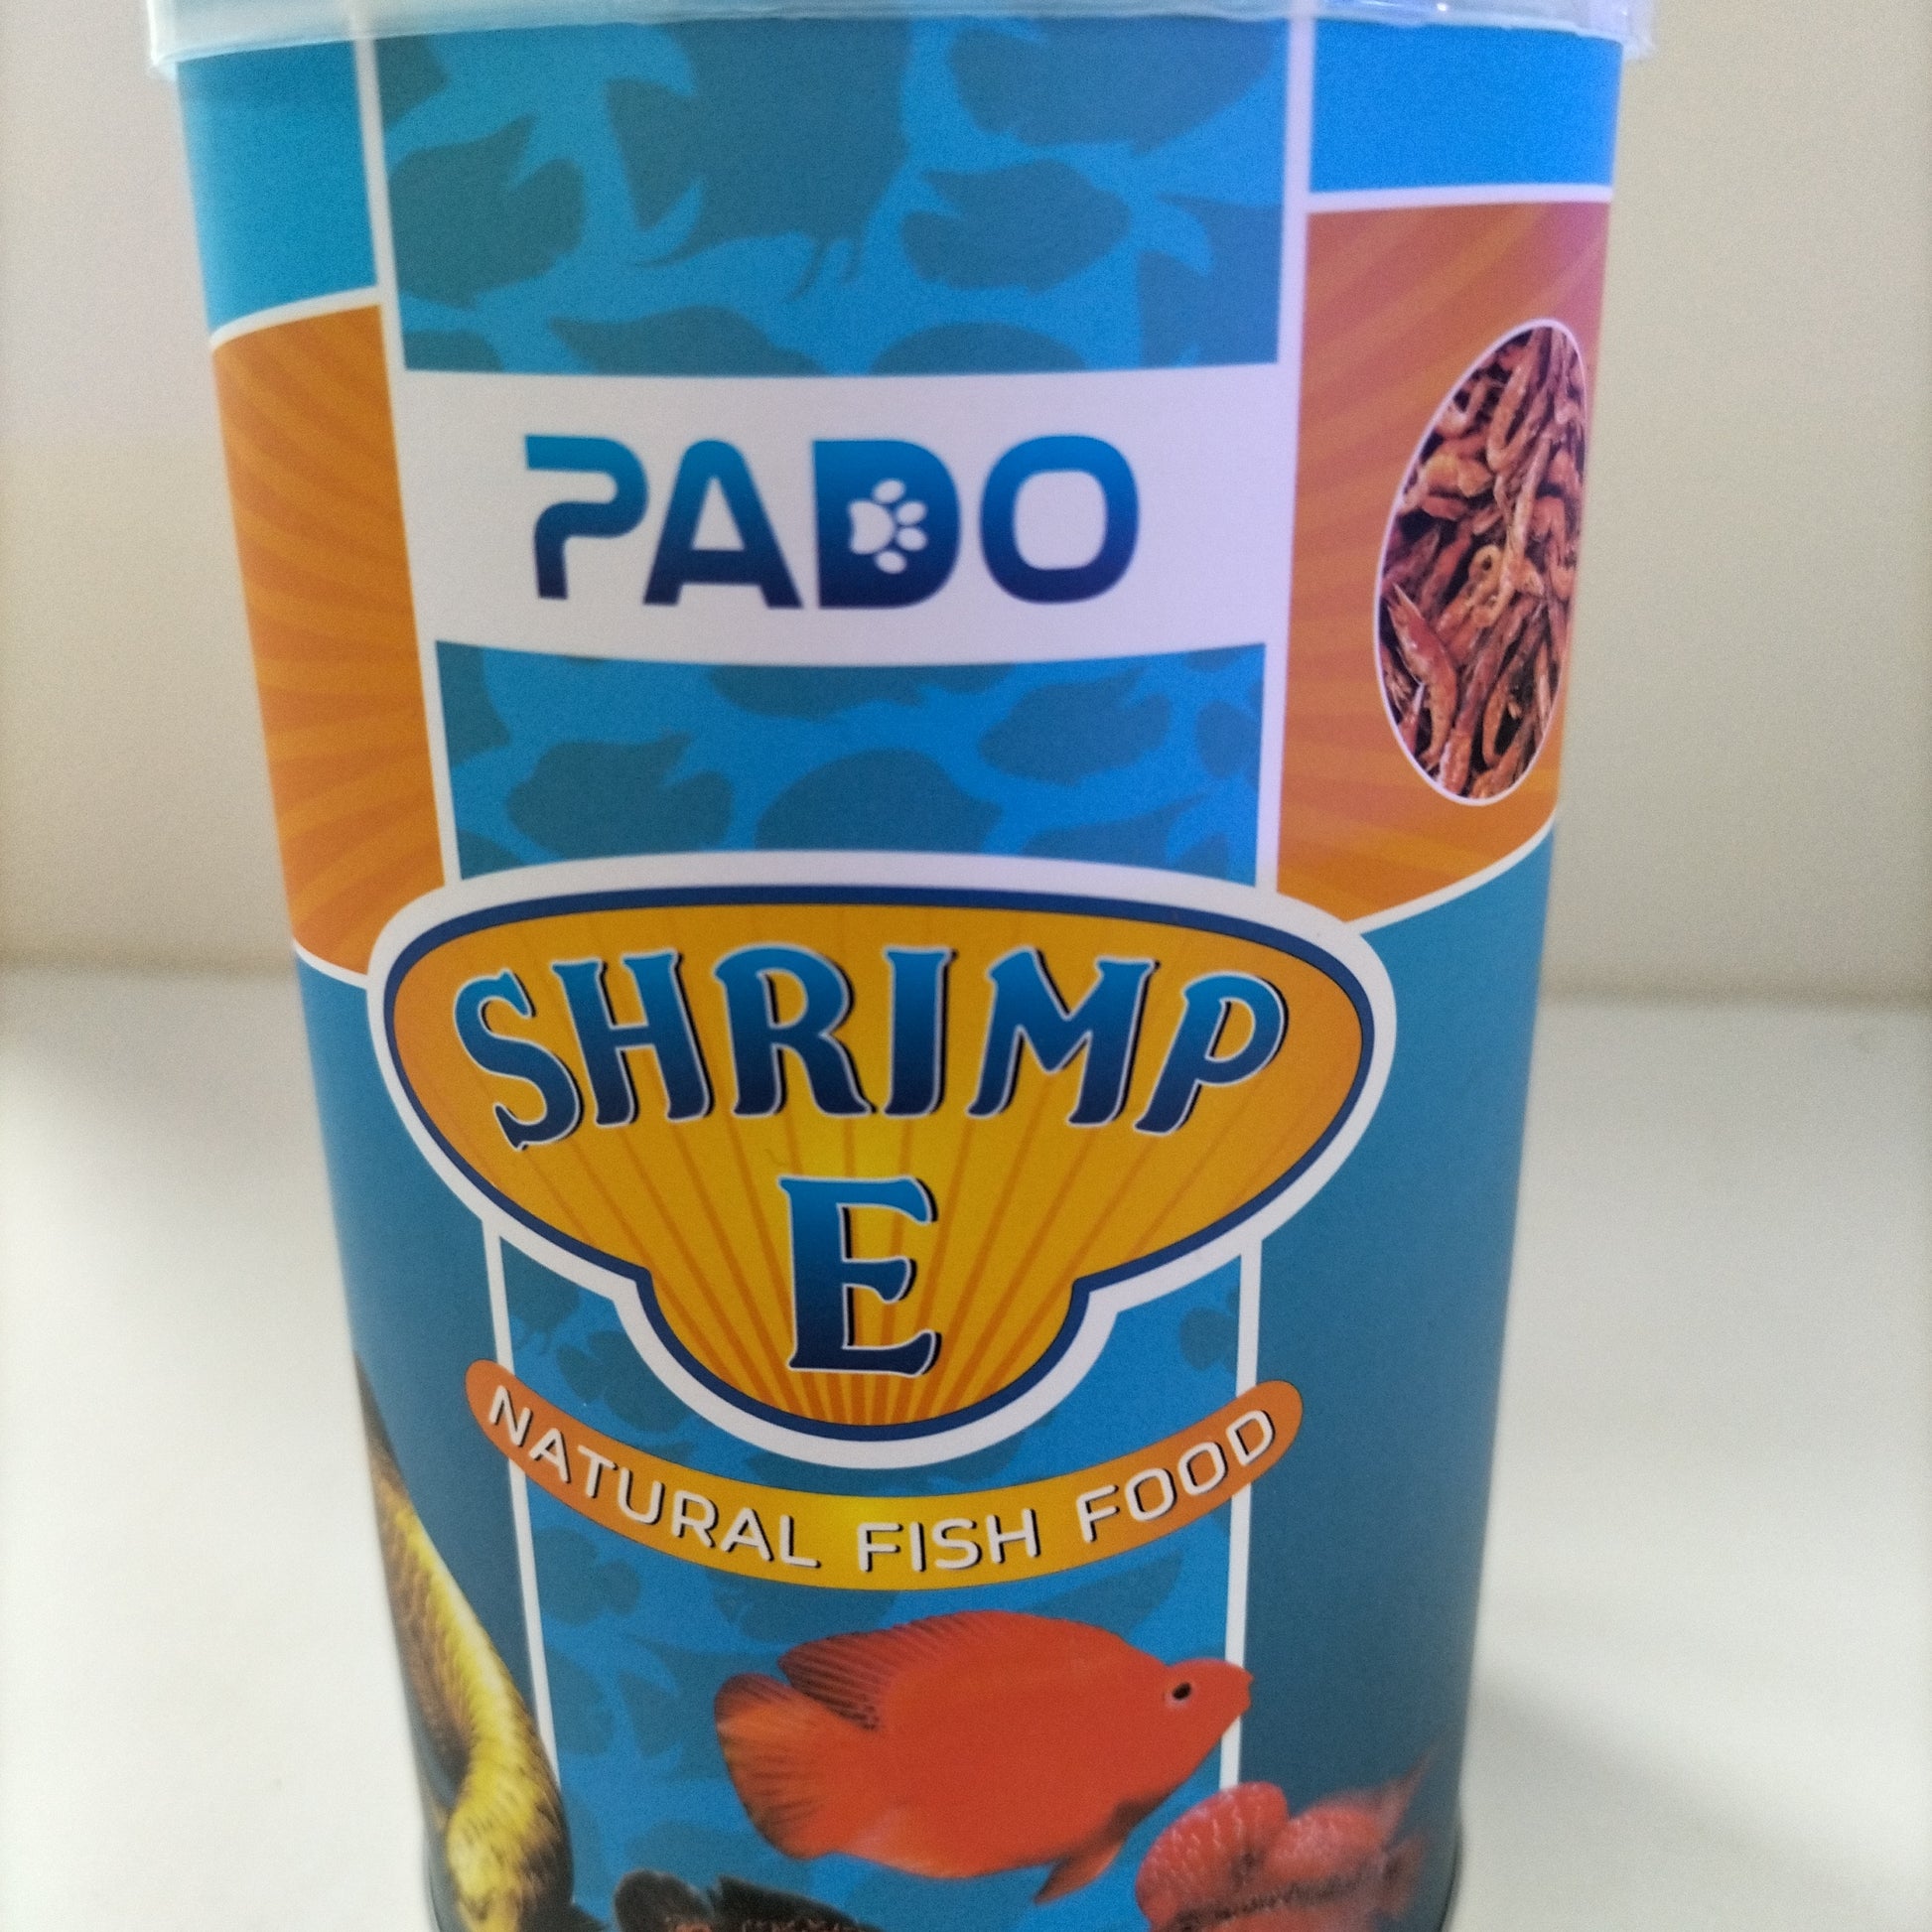 PADO
SHRIMP
E
NATURAL FISH FOOD